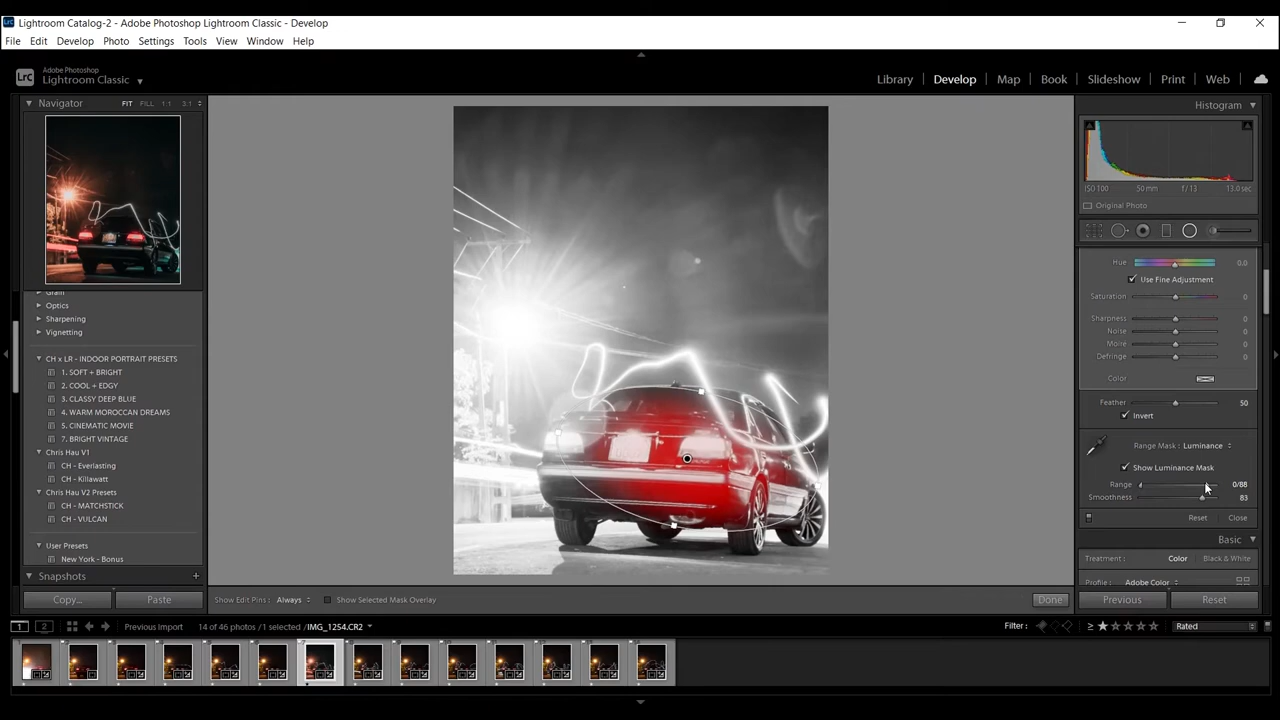 Lightroom Catalog-2 - Adobe Photoshop Lightroom Classic - Develop
File Edit Develop Photo Settings Tools View Window Help
LrC Adobe Photoshop Lightroom Classic
Library Develop Map Book Slideshow Print Web
Navigator FIT FILL 1:1 3:1
Histogram
ISO 100 50 mm f / 13 13.0 sec
Original Photo
Hue 0.0
Use Fine Adjustment
Saturation 0
Sharpness 0
Noise 0
Moire 0
Defringe 0
Color
Feather 50
Invert
Range Mask : Luminance
Show Luminance Mask
Range 0/88
Smoothness 83
Reset Close
Basic
Treatment : Color Black & White
Profile : Adobe Color
Previous Reset
Grain
Optics
Sharpening
Vignetting
CH x LR - INDOOR PORTRAIT PRESETS
1. SOFT + BRIGHT
2. COOL + EDGY
3. CLASSY DEEP BLUE
4. WARM MOROCCAN DREAMS
5. CINEMATIC MOVIE
7. BRIGHT VINTAGE
Chris Hau V1
CH - Everlasting
CH - Killawatt
Chris Hau V2 Presets
CH - MATCHSTICK
CH - VULCAN
User Presets
New York - Bonus
Snapshots +
Copy... Paste
Show Edit Pins : Always Show Selected Mask Overlay Done
1 2 Previous Import 14 of 46 photos /1 selected /IMG_1254.CR2 Filter : Rated